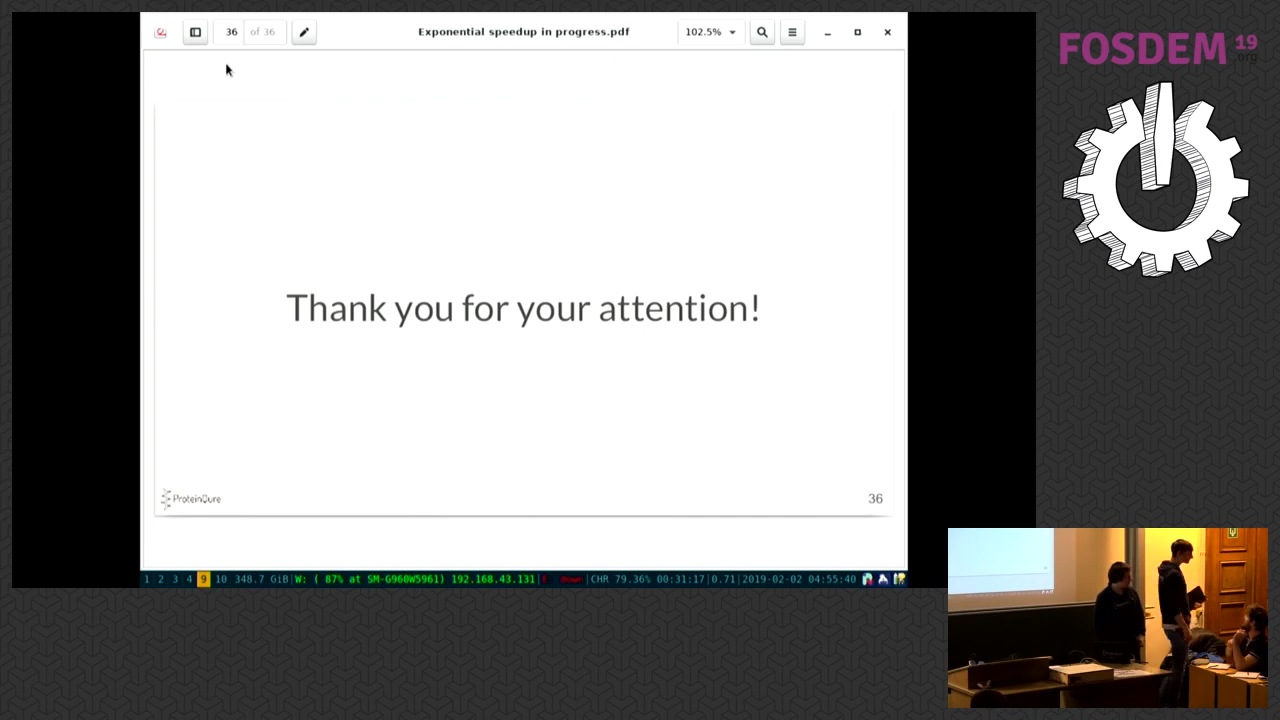 36 of 36
Exponential speedup in progress.pdf
102.5%
FOSDEM 19
.org
Thank you for your attention!
ProteinQure
36
1 2 3 4 9 10 348.7 GiB|W: ( 87% at SM-G960W5961) 192.168.43.131|E: down|CHR 79.36% 00:31:17|0.71|2019-02-02 04:55:40